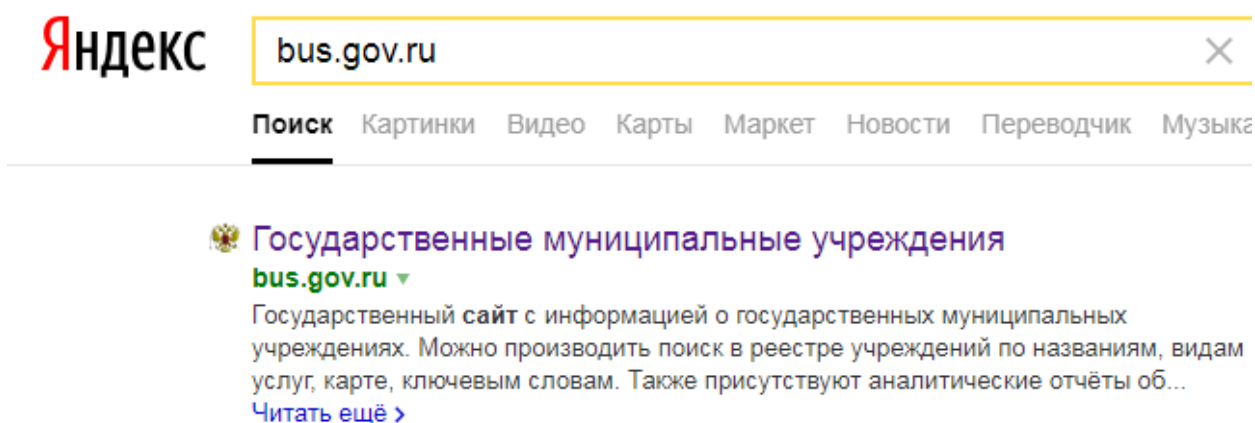 Яндекс
bus.gov.ru
Поиск Картинки Видео Карты Маркет Новости Переводчик Музыка
Государственные муниципальные учреждения
bus.gov.ru
Государственный сайт с информацией о государственных муниципальных
учреждениях. Можно производить поиск в реестре учреждений по названиям, видам
услуг, карте, ключевым словам. Также присутствуют аналитические отчёты об...
Читать ещё >